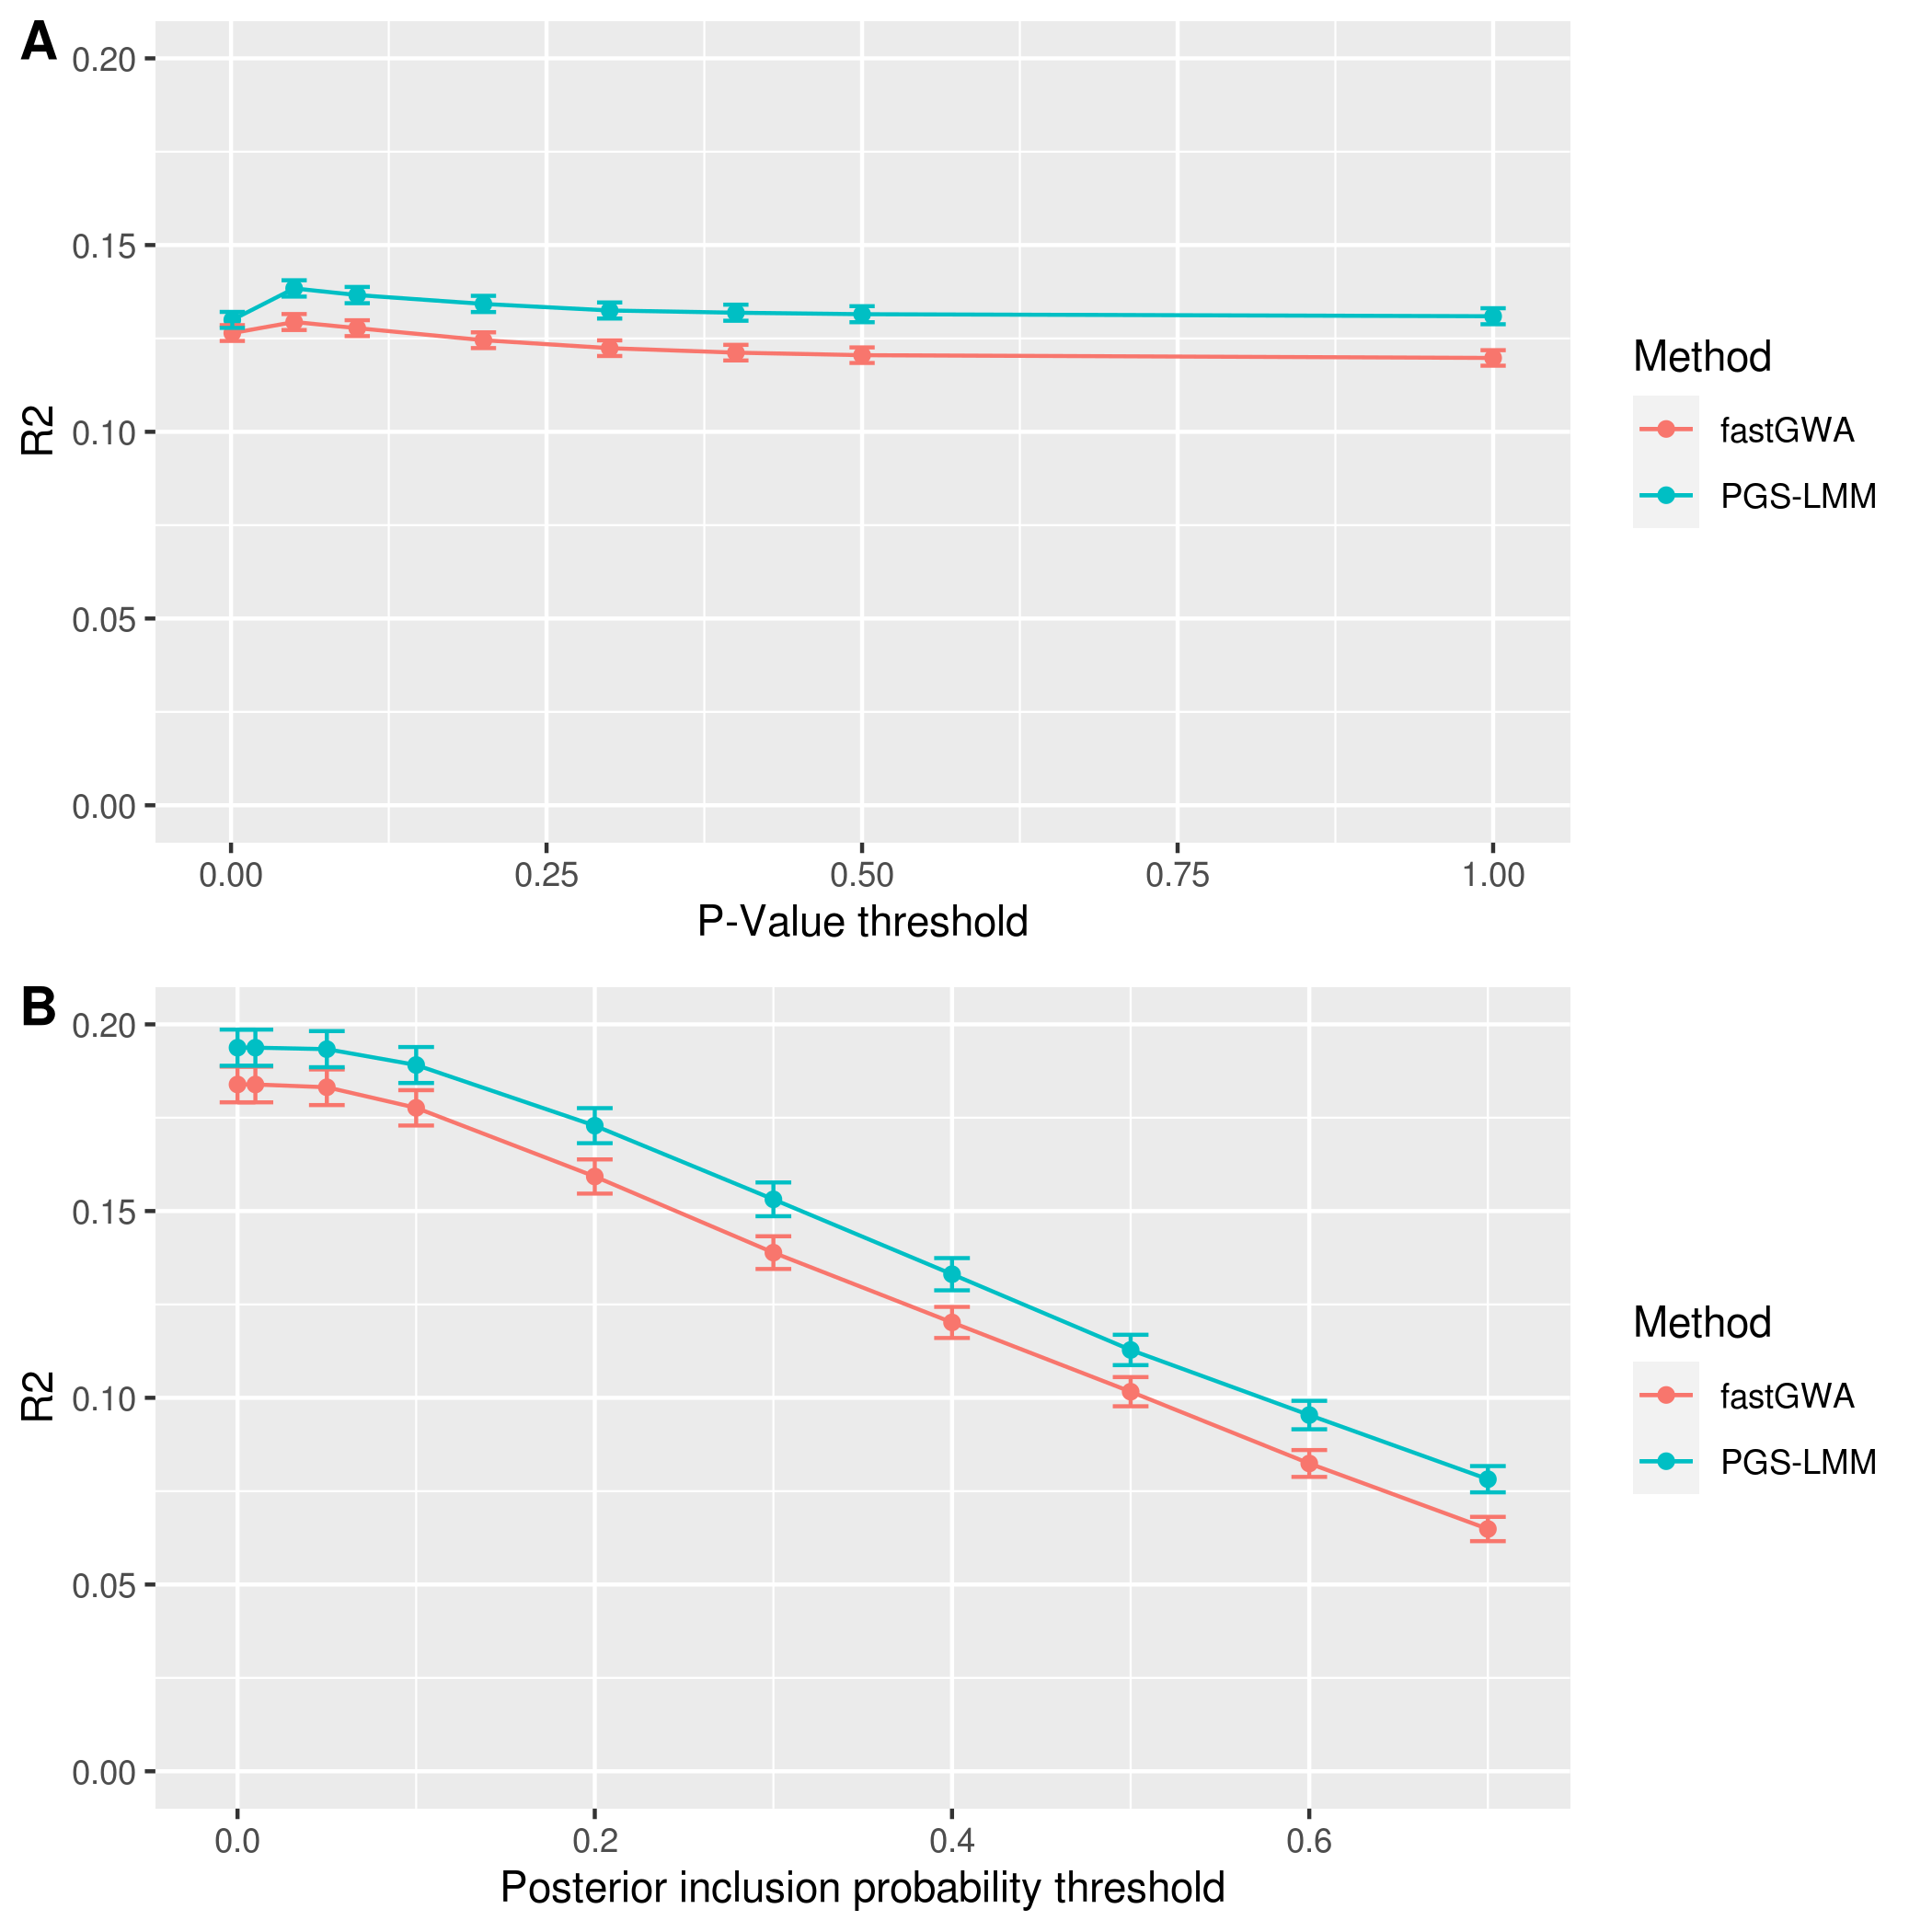 A
0.20
0.15
0.10
0.05
0.00
R2
0.00 0.25 0.50 0.75 1.00
P-Value threshold
Method
fastGWA
PGS-LMM
B
0.20
0.15
0.10
0.05
0.00
R2
0.0 0.2 0.4 0.6
Posterior inclusion probability threshold
Method
fastGWA
PGS-LMM